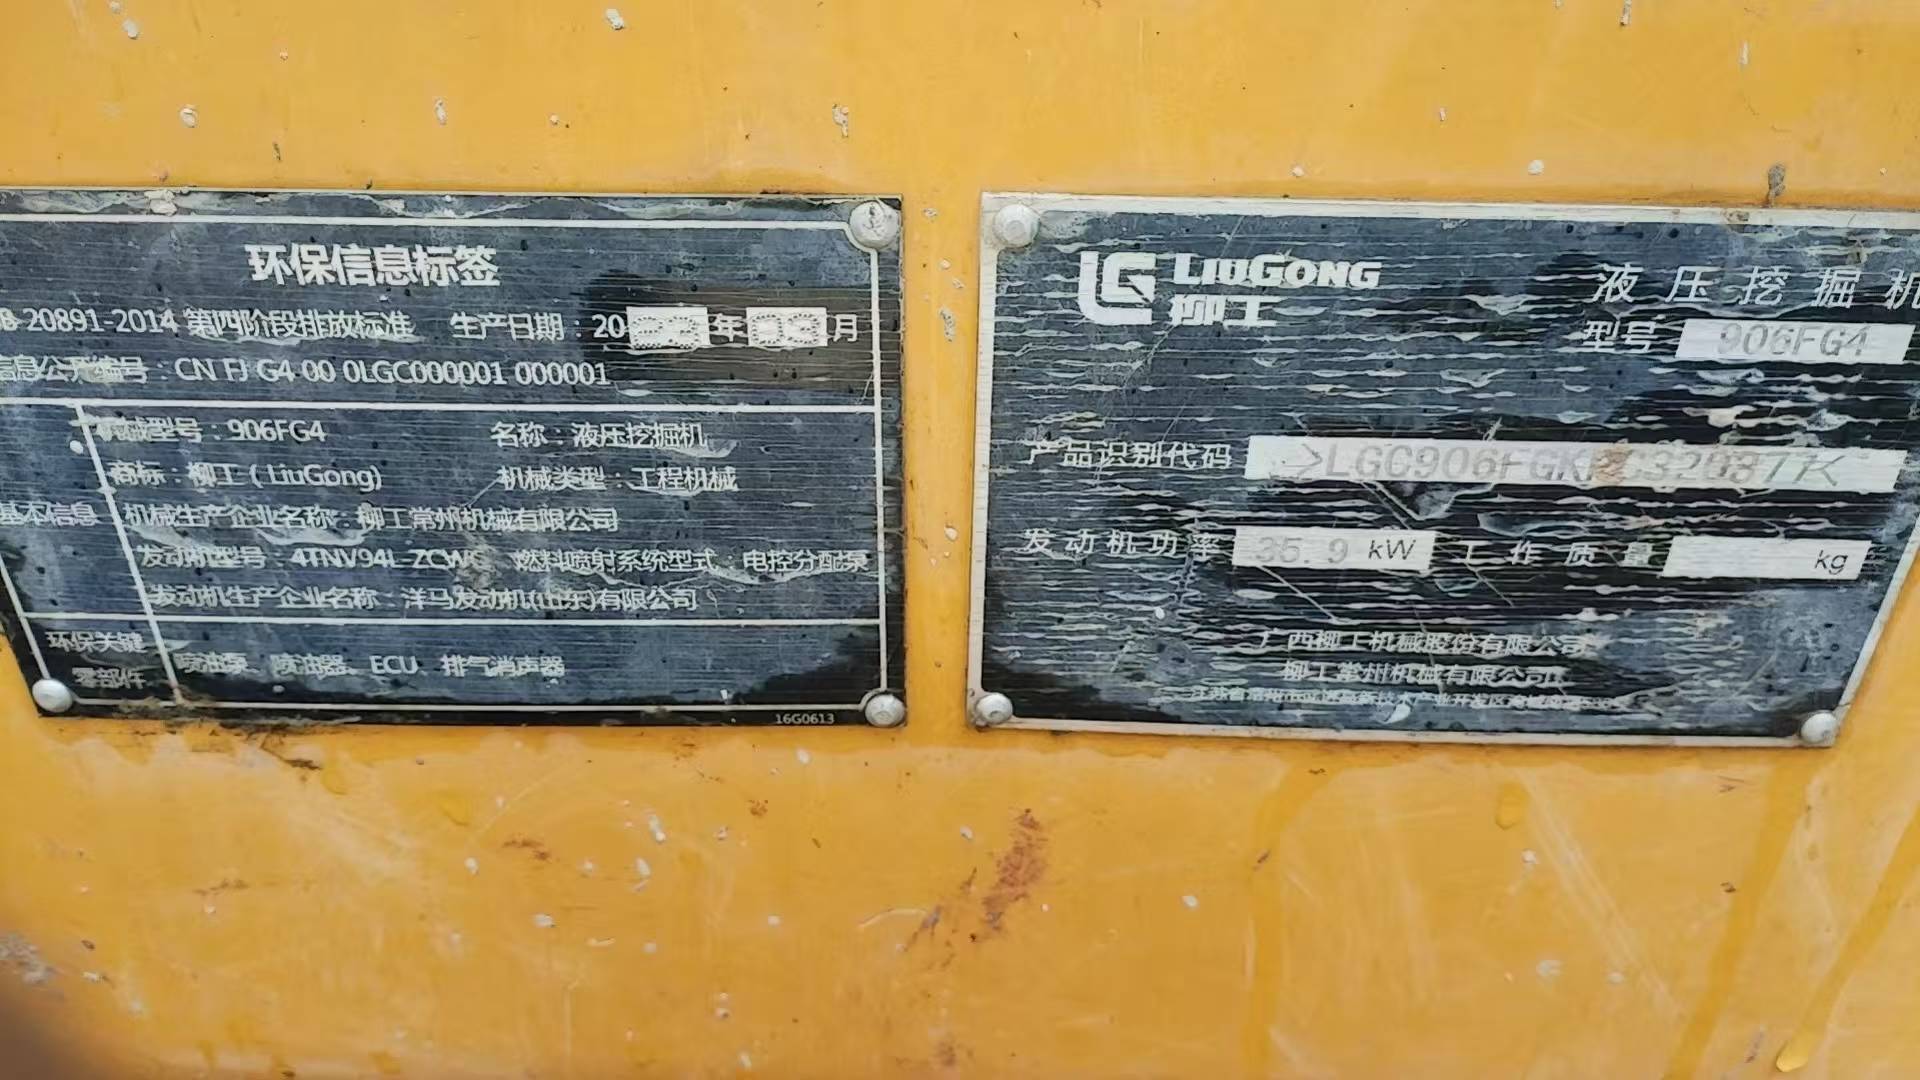 环保信息标签
20891-2014 第四阶段排放标准 生产日期：20 年 月
信息公开编号：CN FJ G4 00 0LGC000001 000001
机械型号：906FG4 名称：液压挖掘机
商标：柳工（LiuGong） 机械类型：工程机械
基本信息 机械生产企业名称：柳工常州机械有限公司
发动机型号：4TNV94L-ZCW 燃料喷射系统型式：电控分配泵
发动机生产企业名称：洋马发动机(山东)有限公司
环保关键
零部件
喷油泵、喷油器、ECU、排气消声器
16G0613
LG LIUGONG
柳工
液压挖掘机
型号 906FG4
产品识别代码
发动机功率 35.9 kW 工作质量 kg
广西柳工机械股份有限公司
柳工常州机械有限公司